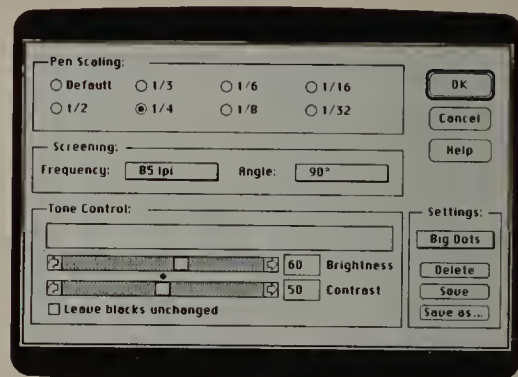 Pen Scaling:
Default 1/3 1/6 1/16
1/2 1/4 1/8 1/32
OK
Cancel
Help
Screening:
Frequency: 85 lpi Angle: 90°
Tone Control:
60 Brightness
50 Contrast
Leave blacks unchanged
Settings:
Big Dots
Delete
Save
Save as...